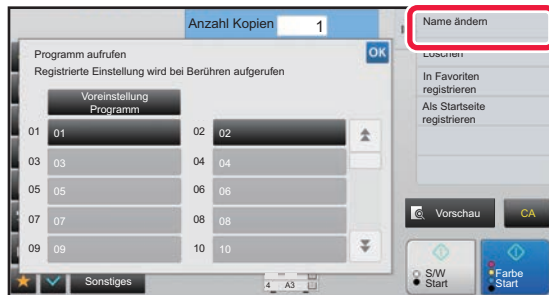 Anzahl Kopien 1
Name ändern
Löschen
In Favoriten
registrieren
Als Startseite
registrieren
Programm aufrufen
OK
Registrierte Einstellung wird bei Berühren aufgerufen
Voreinstellung
Programm
01 01 02 02
03 03 04 04
05 05 06 06
07 07 08 08
09 09 10 10
Vorschau
CA
Sonstiges
4 A3
S/W
Start
Farbe
Start